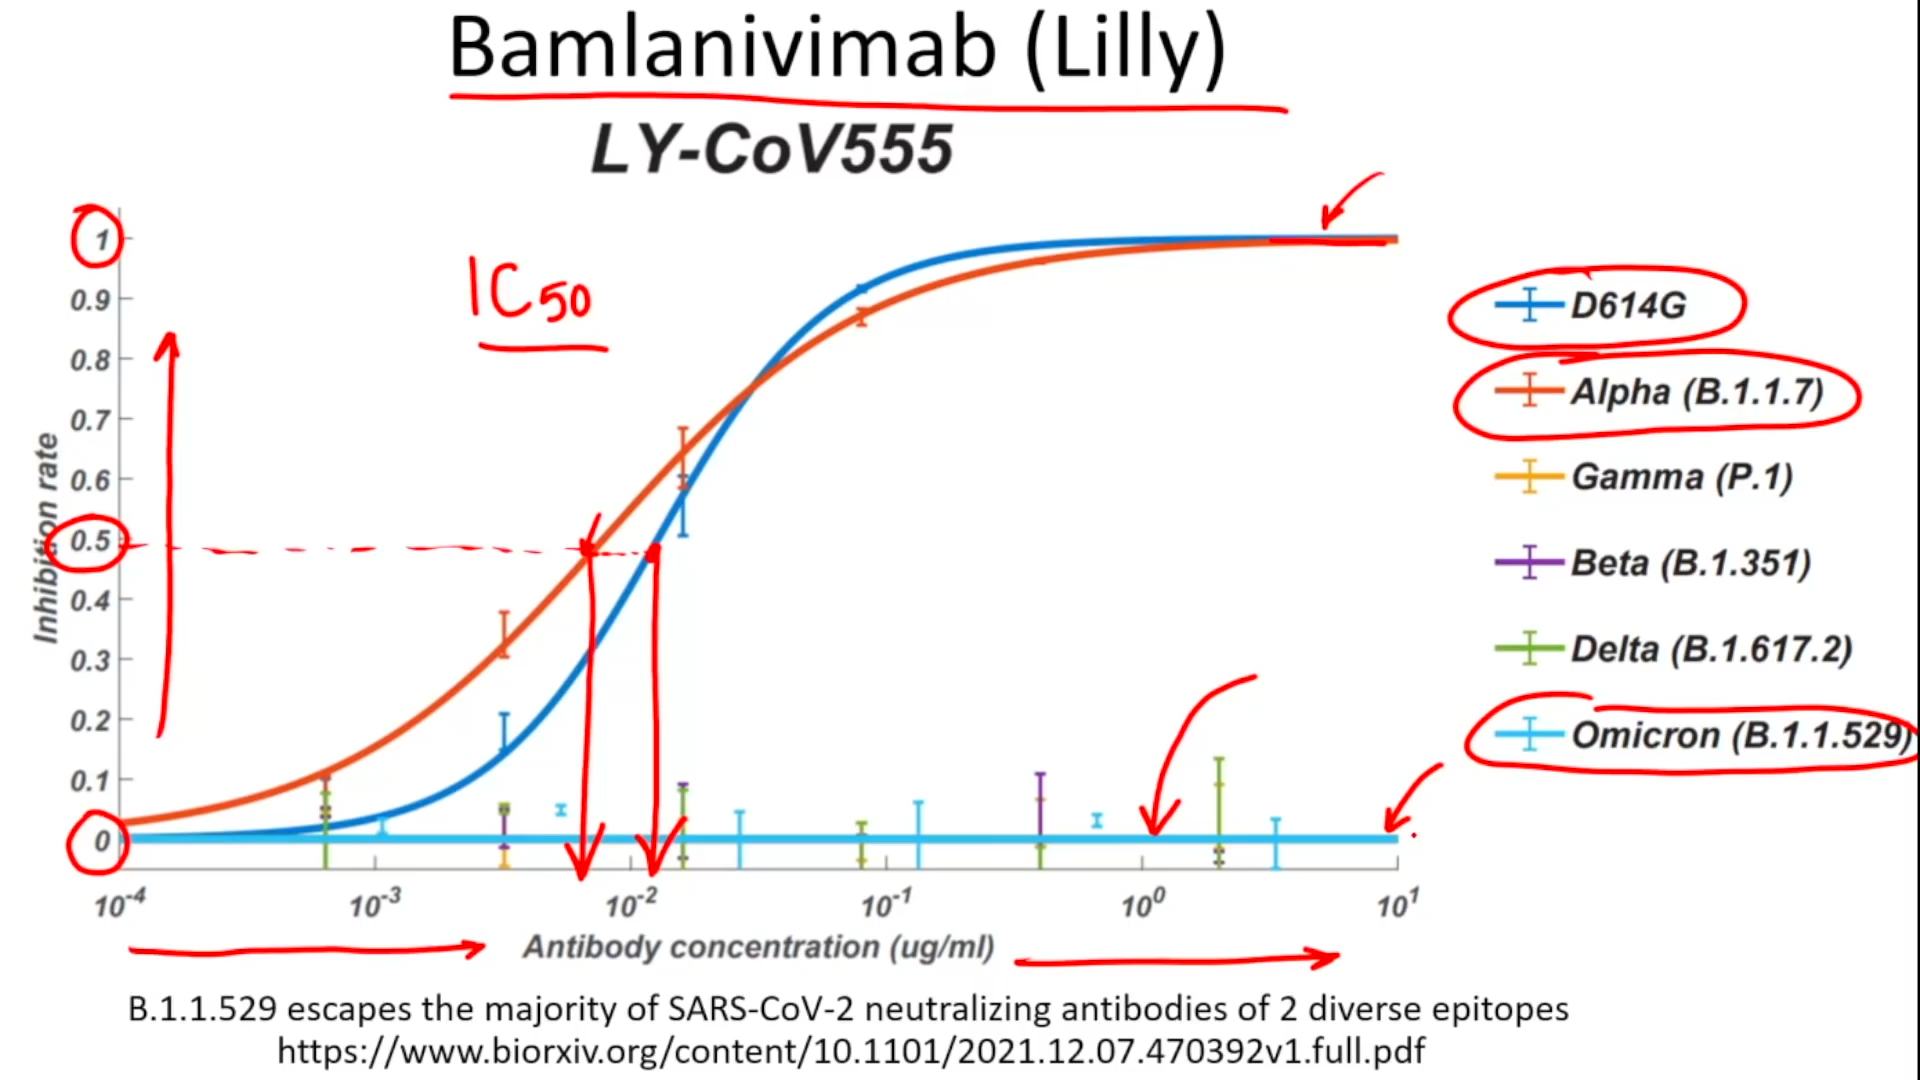 Bamlanivimab (Lilly)
LY-CoV555
IC50
Inhibition rate
1
0.9
0.8
0.7
0.6
0.5
0.4
0.3
0.2
0.1
0
10-4
10-3
10-2
10-1
100
101
Antibody concentration (ug/ml)
D614G
Alpha (B.1.1.7)
Gamma (P.1)
Beta (B.1.351)
Delta (B.1.617.2)
Omicron (B.1.1.529)
B.1.1.529 escapes the majority of SARS-CoV-2 neutralizing antibodies of 2 diverse epitopes
https://www.biorxiv.org/content/10.1101/2021.12.07.470392v1.full.pdf